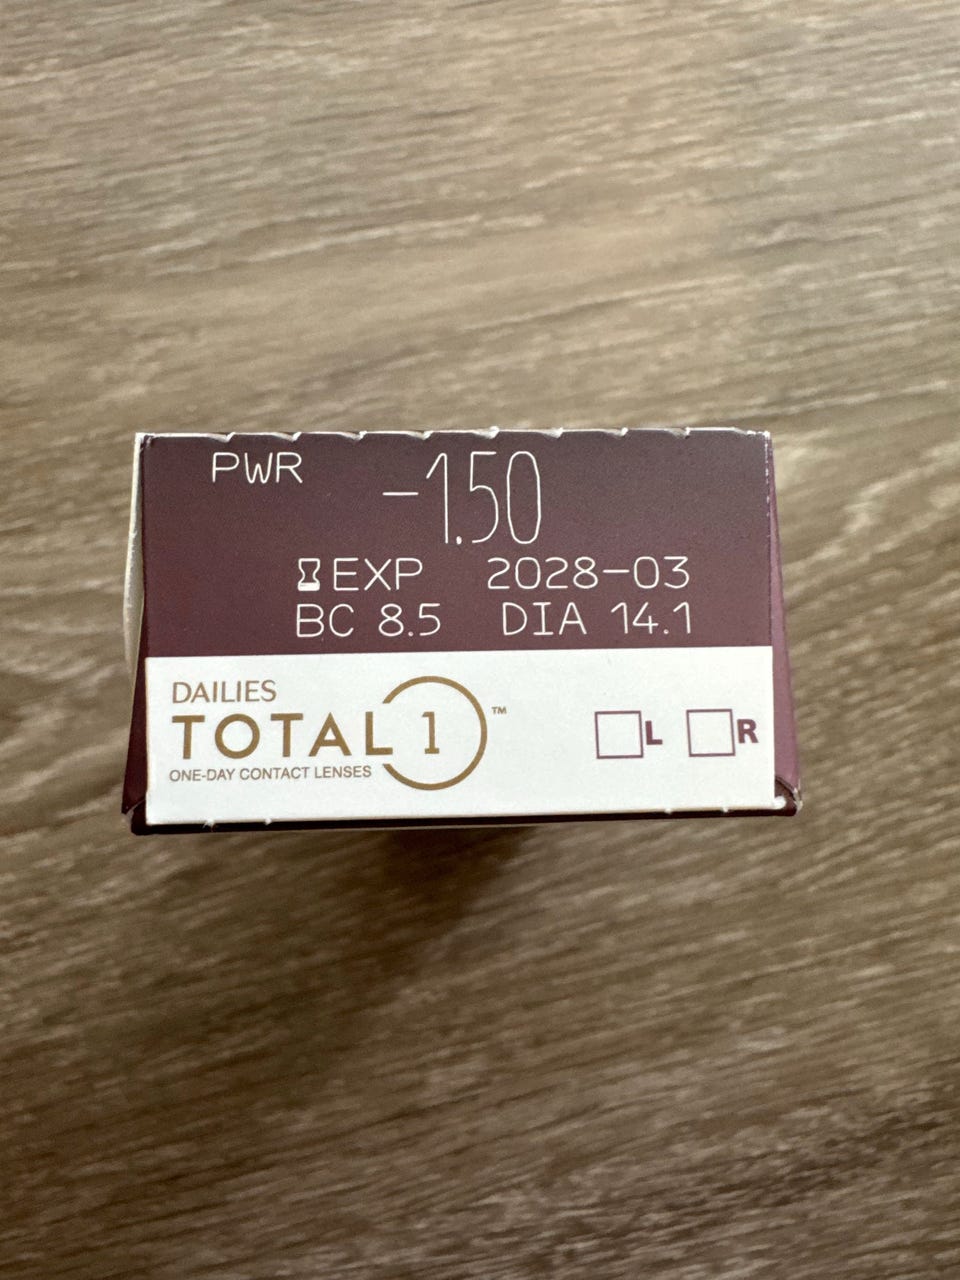 PWR -1.50
EXP 2028-03
BC 8.5 DIA 14.1
DAILIES
TOTAL 1™
ONE-DAY CONTACT LENSES
L R